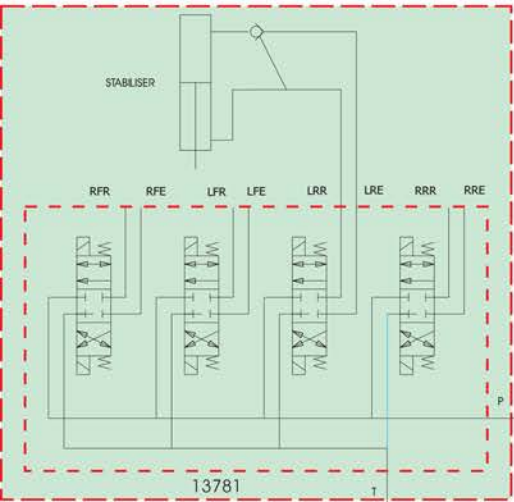 STABILISER
RFR RFE LFR LFE LRR LRE RRR RRE
P
13781
T